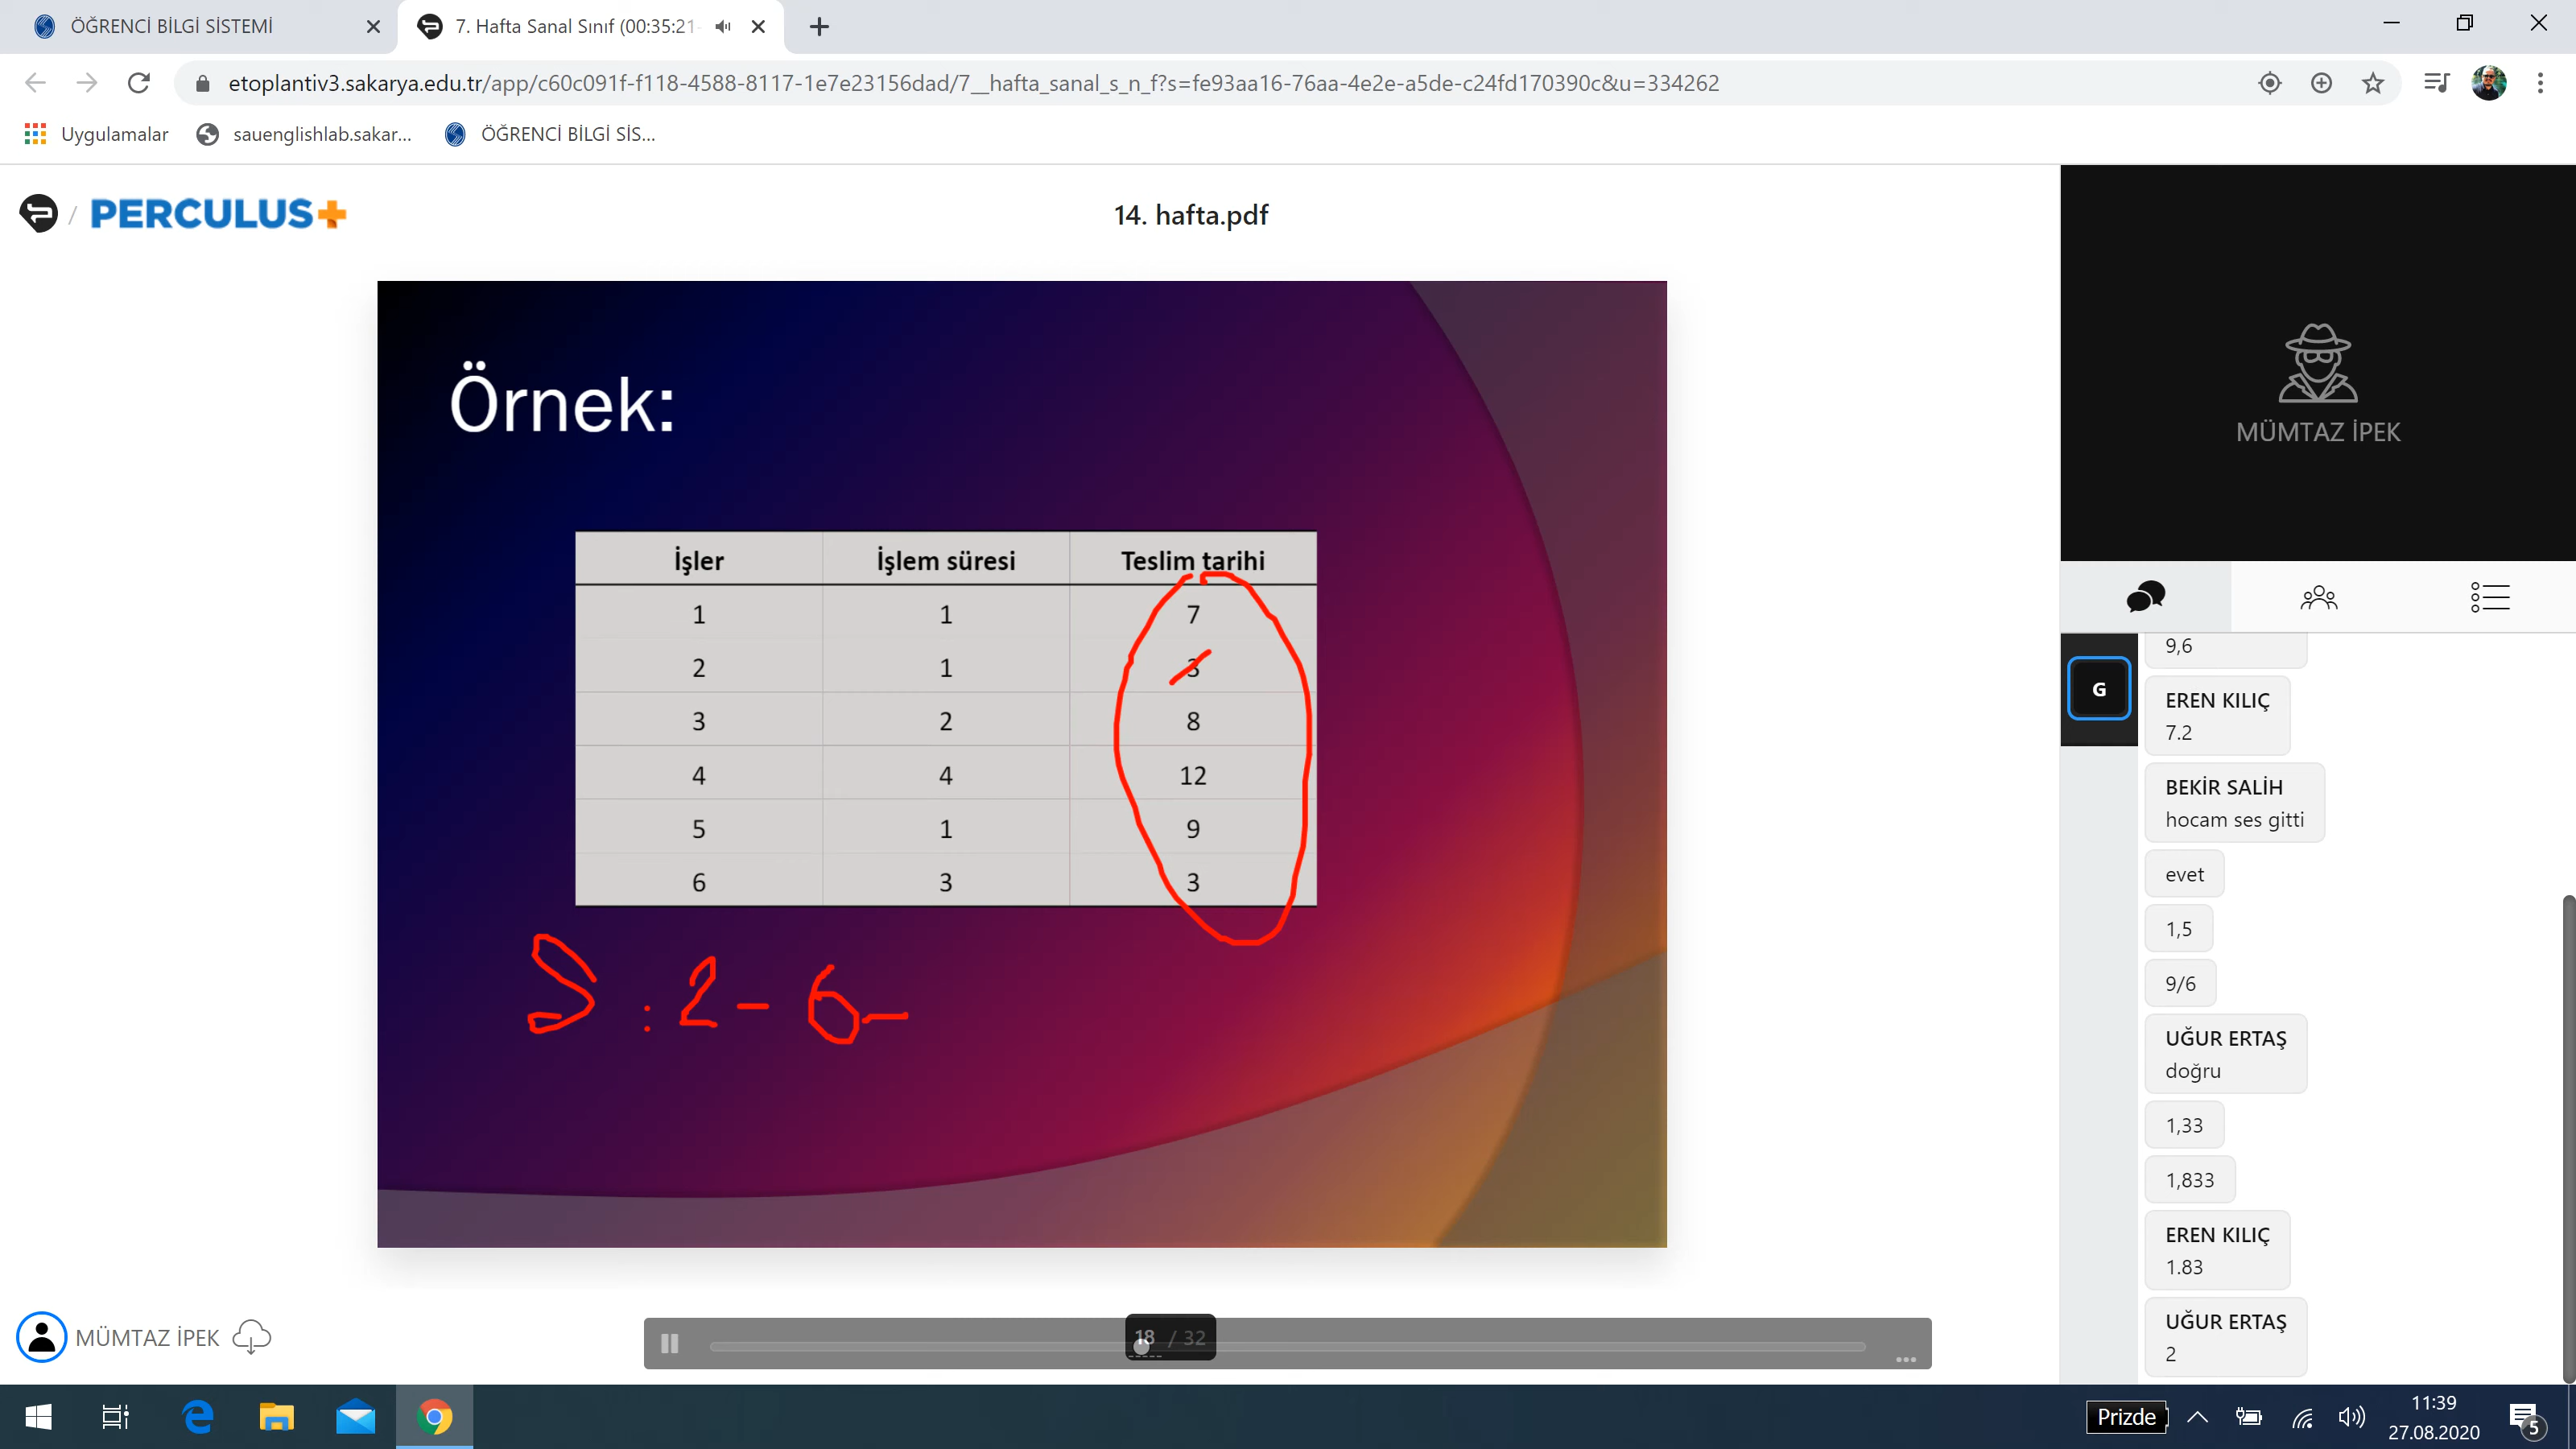 ÖĞRENCİ BİLGİ SİSTEMİ
7. Hafta Sanal Sınıf (00:35:21
etoplantiv3.sakarya.edu.tr/app/c60c091f-f118-4588-8117-1e7e23156dad/7__hafta_sanal_s_n_f?s=fe93aa16-76aa-4e2e-a5de-c24fd170390c&u=334262
Uygulamalar
sauenglishlab.sakar...
ÖĞRENCİ BİLGİ SİS...
/ PERCULUS+
14. hafta.pdf
Örnek:
İşler İşlem süresi Teslim tarihi
1 1 7
2 1 3
3 2 8
4 4 12
5 1 9
6 3 3
: 2 - 6 -
MÜMTAZ İPEK
18 / 32
MÜMTAZ İPEK
G
9,6
EREN KILIÇ
7.2
BEKİR SALİH
hocam ses gitti
evet
1,5
9/6
UĞUR ERTAŞ
doğru
1,33
1,833
EREN KILIÇ
1.83
UĞUR ERTAŞ
2
Prizde
11:39
27.08.2020
5